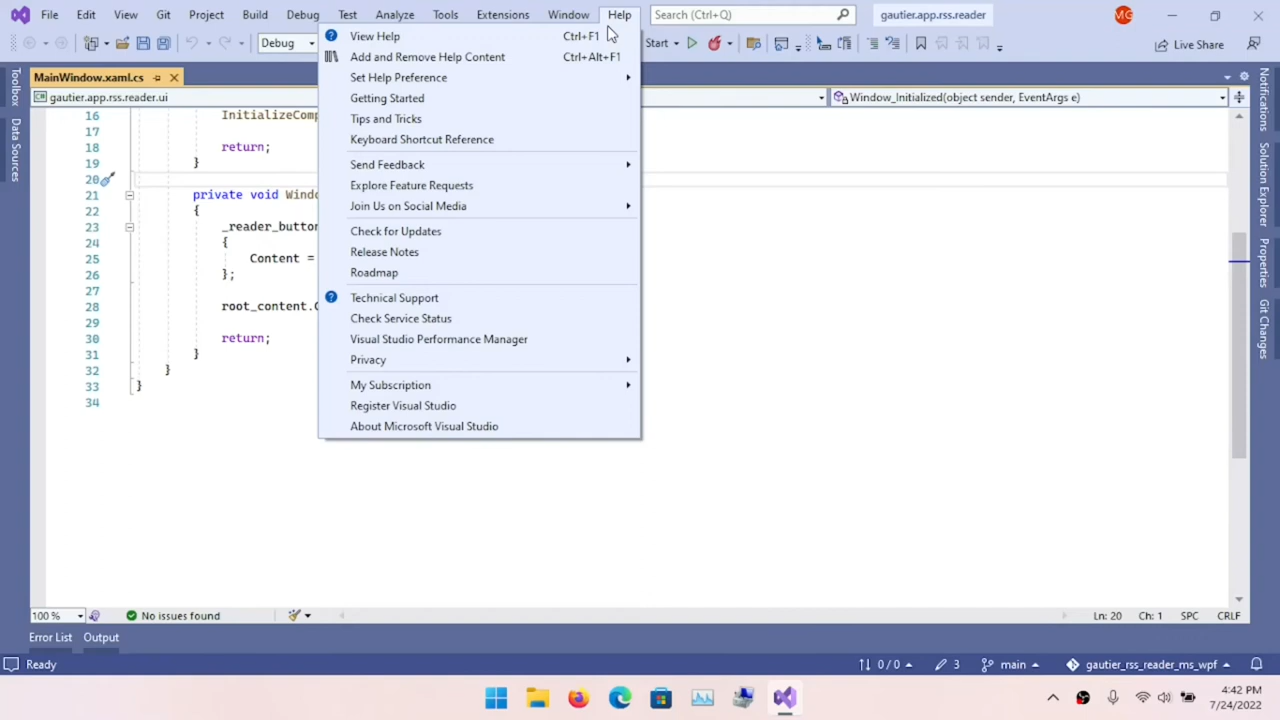 File Edit View Git Project Build Debug Test Analyze Tools Extensions Window Help Search (Ctrl+Q) gautier.app.rss.reader MG
Debug Start Live Share
MainWindow.xaml.cs
gautier.app.rss.reader.ui Window_Initialized(object sender, EventArgs e)
Toolbox
Data Sources
Notifications
Solution Explorer
Properties
Git Changes
View Help Ctrl+F1
Add and Remove Help Content Ctrl+Alt+F1
Set Help Preference
Getting Started
Tips and Tricks
Keyboard Shortcut Reference
Send Feedback
Explore Feature Requests
Join Us on Social Media
Check for Updates
Release Notes
Roadmap
Technical Support
Check Service Status
Visual Studio Performance Manager
Privacy
My Subscription
Register Visual Studio
About Microsoft Visual Studio
16 InitializeComp
17
18 return;
19 }
20
21 private void Windo
22 {
23 _reader_button
24 {
25 Content =
26 };
27
28 root_content.
29
30 return;
31 }
32 }
33 }
34
100 % No issues found Ln: 20 Ch: 1 SPC CRLF
Error List Output
Ready 0 / 0 3 main gautier_rss_reader_ms_wpf
4:42 PM
7/24/2022